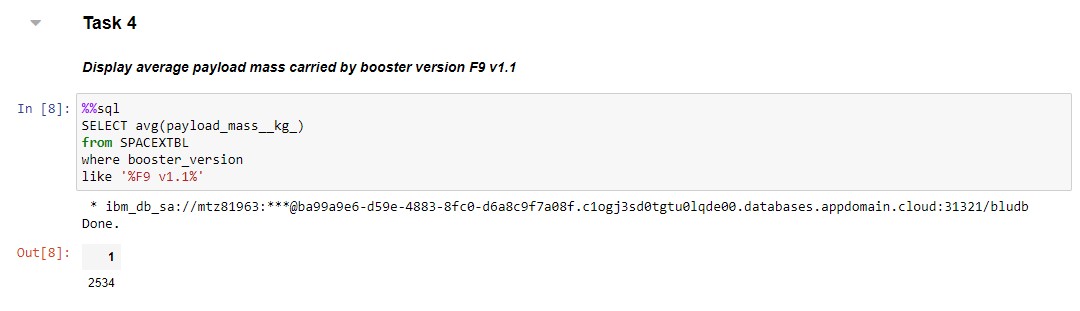 Task 4
Display average payload mass carried by booster version F9 v1.1
In [8]: %%sql
SELECT avg(payload_mass__kg_)
from SPACEXTBL
where booster_version
like '%F9 v1.1%'
* ibm_db_sa://mtz81963:***@ba99a9e6-d59e-4883-8fc0-d6a8c9f7a08f.c1ogj3sd0tgtu0lqde00.databases.appdomain.cloud:31321/bludb
Done.
Out[8]: 1
2534